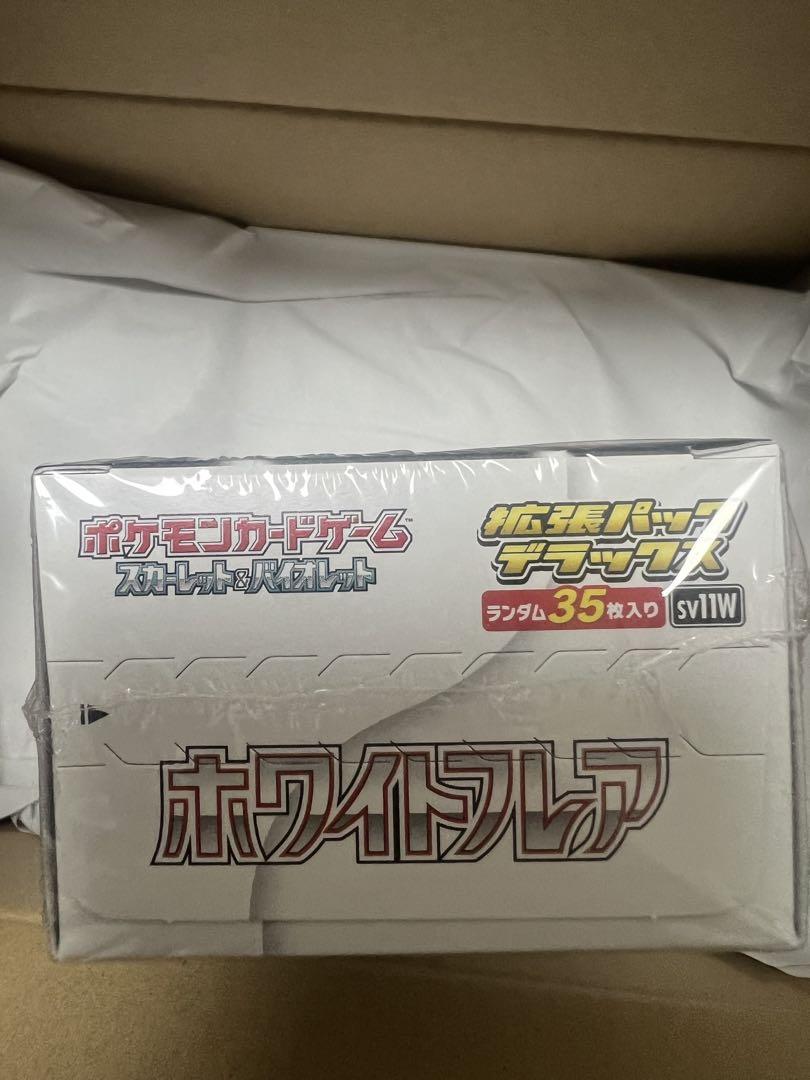 ポケモンカードゲーム™
スカーレット&バイオレット
拡張パック
デラックス
ランダム35枚入り
SV11W
ホワイトフレア